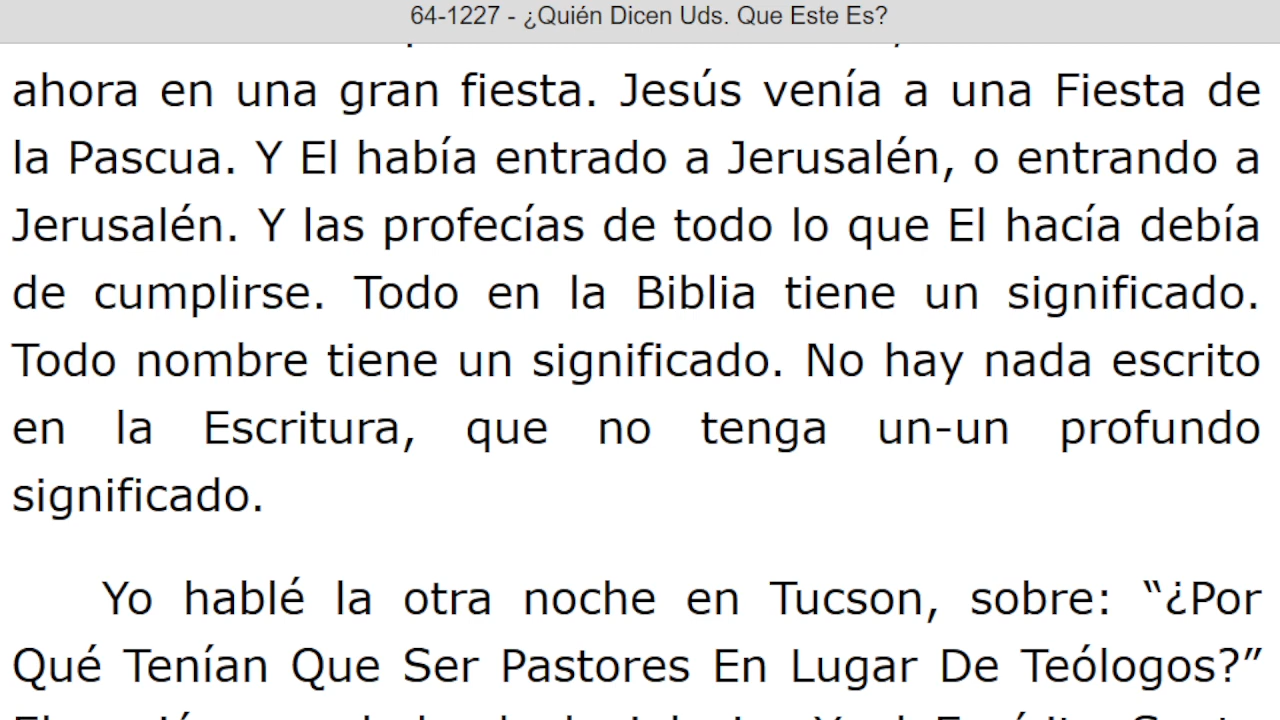 64-1227 - ¿Quién Dicen Uds. Que Este Es?
ahora en una gran fiesta. Jesús venía a una Fiesta de
la Pascua. Y El había entrado a Jerusalén, o entrando a
Jerusalén. Y las profecías de todo lo que El hacía debía
de cumplirse. Todo en la Biblia tiene un significado.
Todo nombre tiene un significado. No hay nada escrito
en la Escritura, que no tenga un-un profundo
significado.
Yo hablé la otra noche en Tucson, sobre: “¿Por
Qué Tenían Que Ser Pastores En Lugar De Teólogos?”